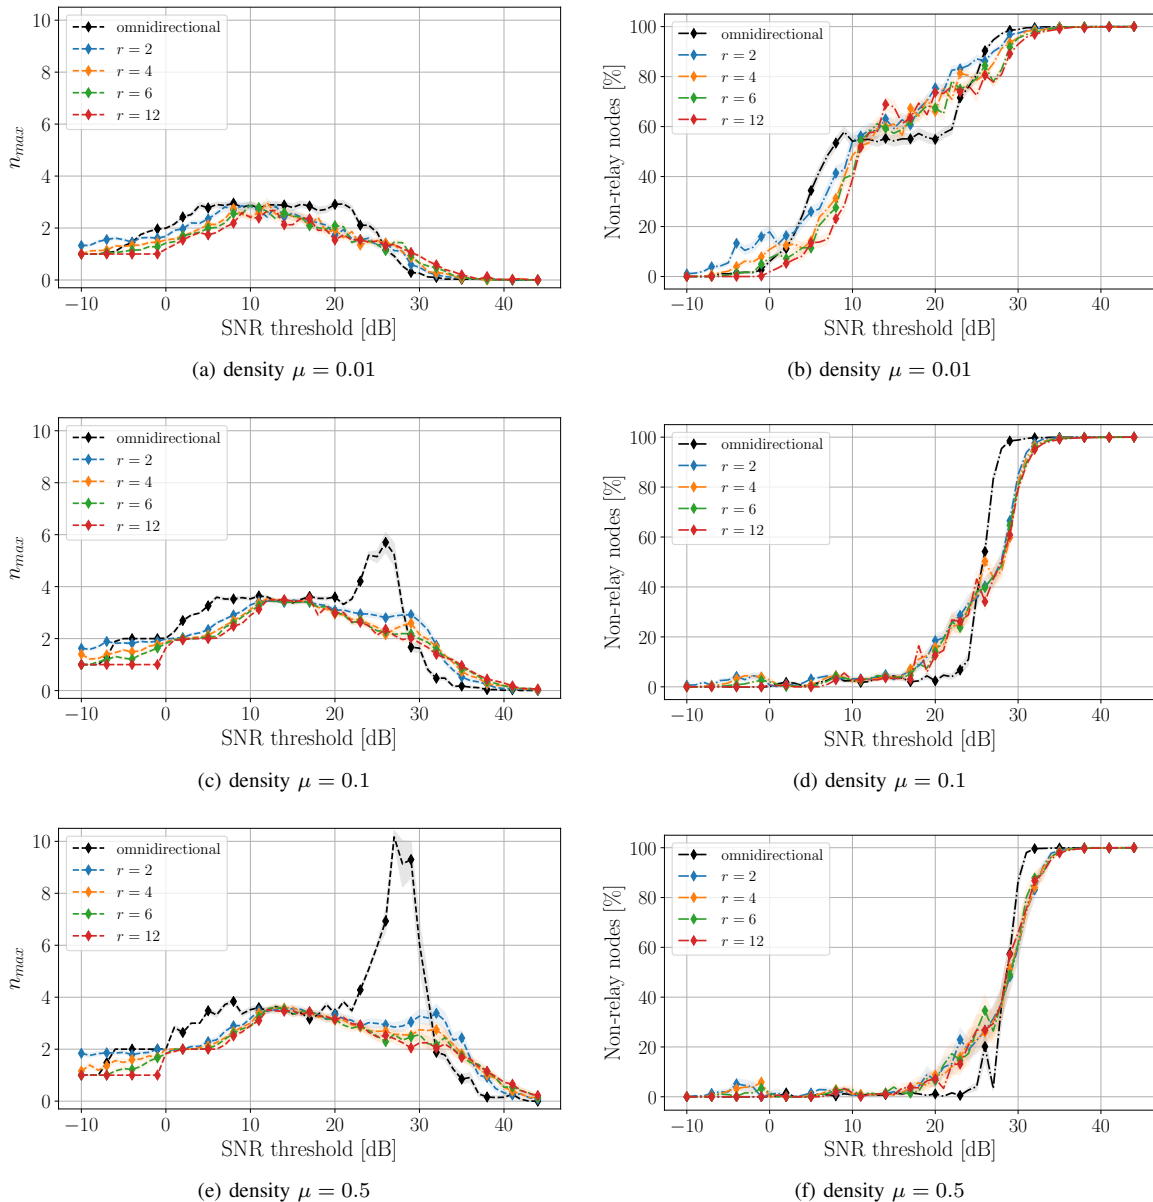 10
8
6
4
2
0
n_max
omnidirectional
r = 2
r = 4
r = 6
r = 12
−10 0 10 20 30 40
SNR threshold [dB]
(a) density μ = 0.01
100
80
60
40
20
0
Non-relay nodes [%]
omnidirectional
r = 2
r = 4
r = 6
r = 12
−10 0 10 20 30 40
SNR threshold [dB]
(b) density μ = 0.01
10
8
6
4
2
0
n_max
omnidirectional
r = 2
r = 4
r = 6
r = 12
−10 0 10 20 30 40
SNR threshold [dB]
(c) density μ = 0.1
100
80
60
40
20
0
Non-relay nodes [%]
omnidirectional
r = 2
r = 4
r = 6
r = 12
−10 0 10 20 30 40
SNR threshold [dB]
(d) density μ = 0.1
10
8
6
4
2
0
n_max
omnidirectional
r = 2
r = 4
r = 6
r = 12
−10 0 10 20 30 40
SNR threshold [dB]
(e) density μ = 0.5
100
80
60
40
20
0
Non-relay nodes [%]
omnidirectional
r = 2
r = 4
r = 6
r = 12
−10 0 10 20 30 40
SNR threshold [dB]
(f) density μ = 0.5